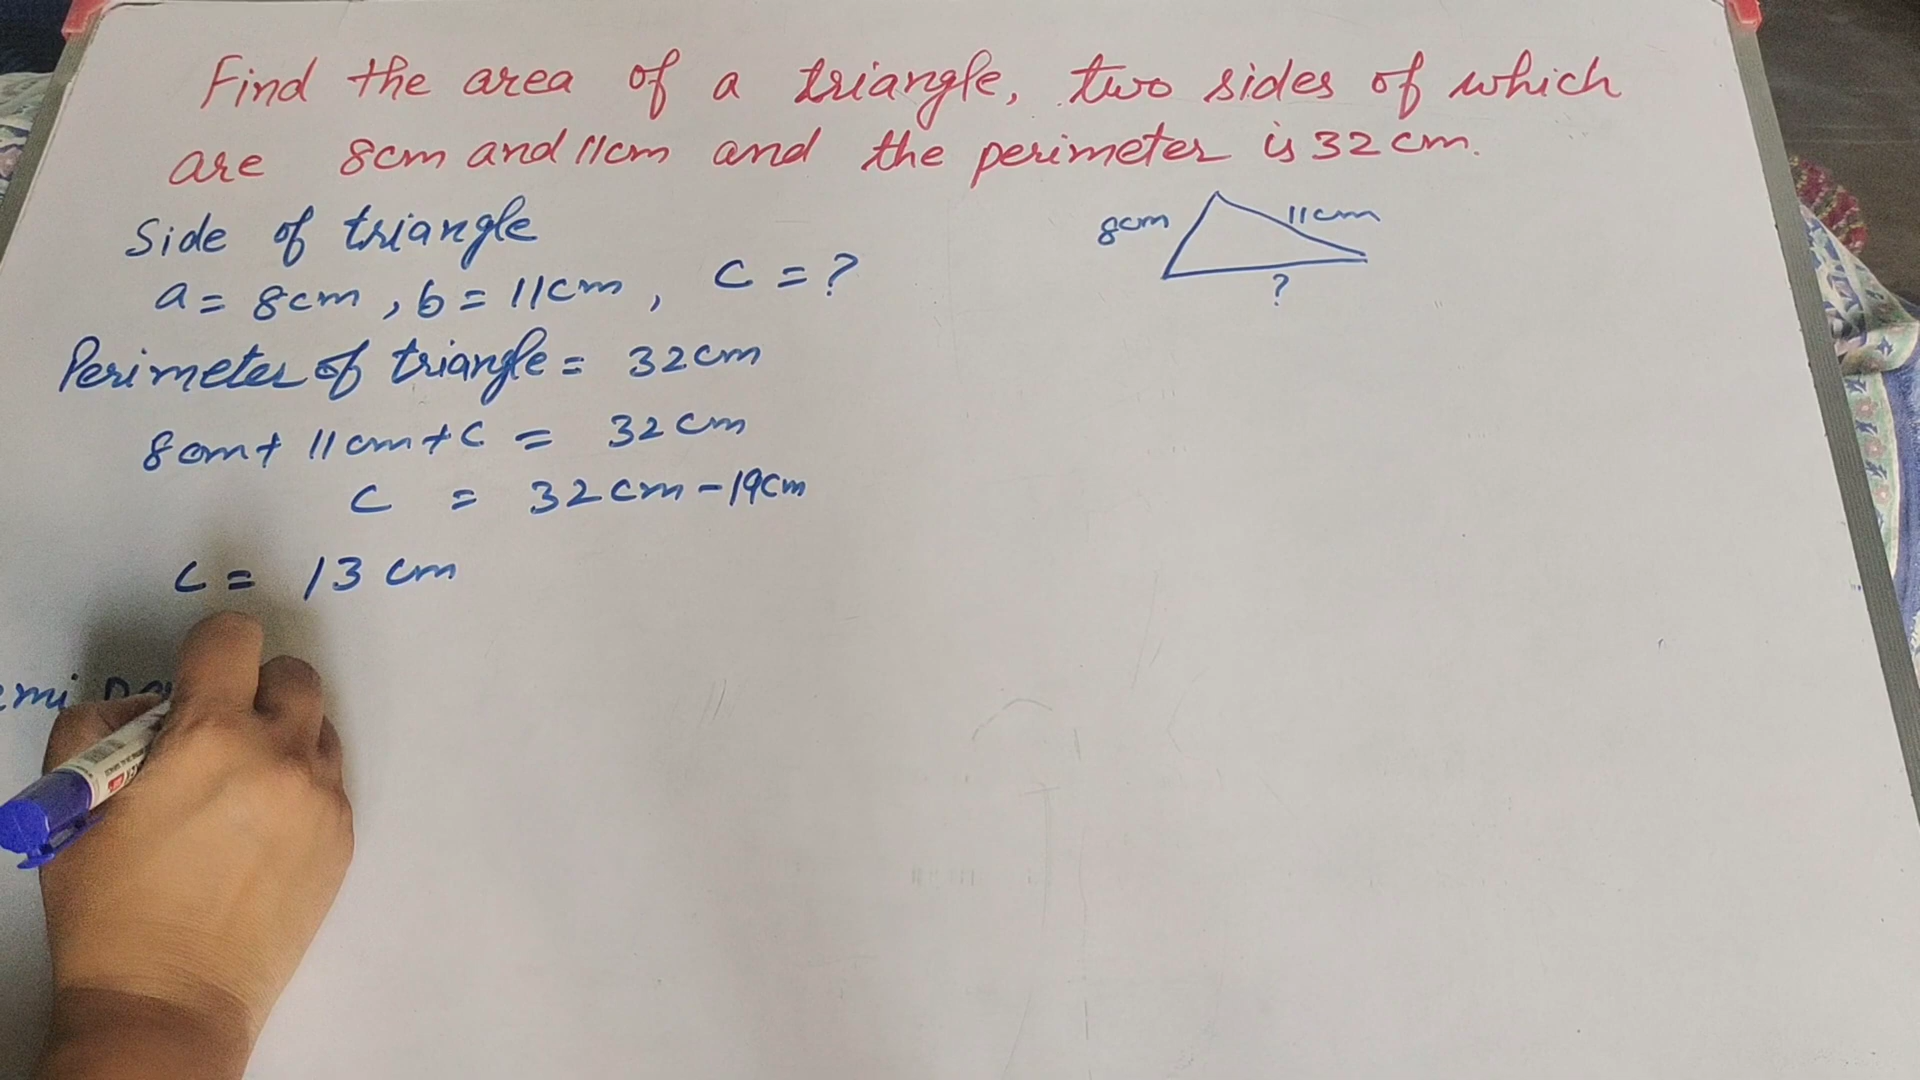 Find the area of a triangle, two sides of which
are 8cm and 11cm and the perimeter is 32cm.
Side of triangle
a = 8cm, b = 11cm, c = ?
8cm 11cm
?
Perimeter of triangle = 32cm
8cm + 11cm + c = 32cm
c = 32cm - 19cm
c = 13 cm